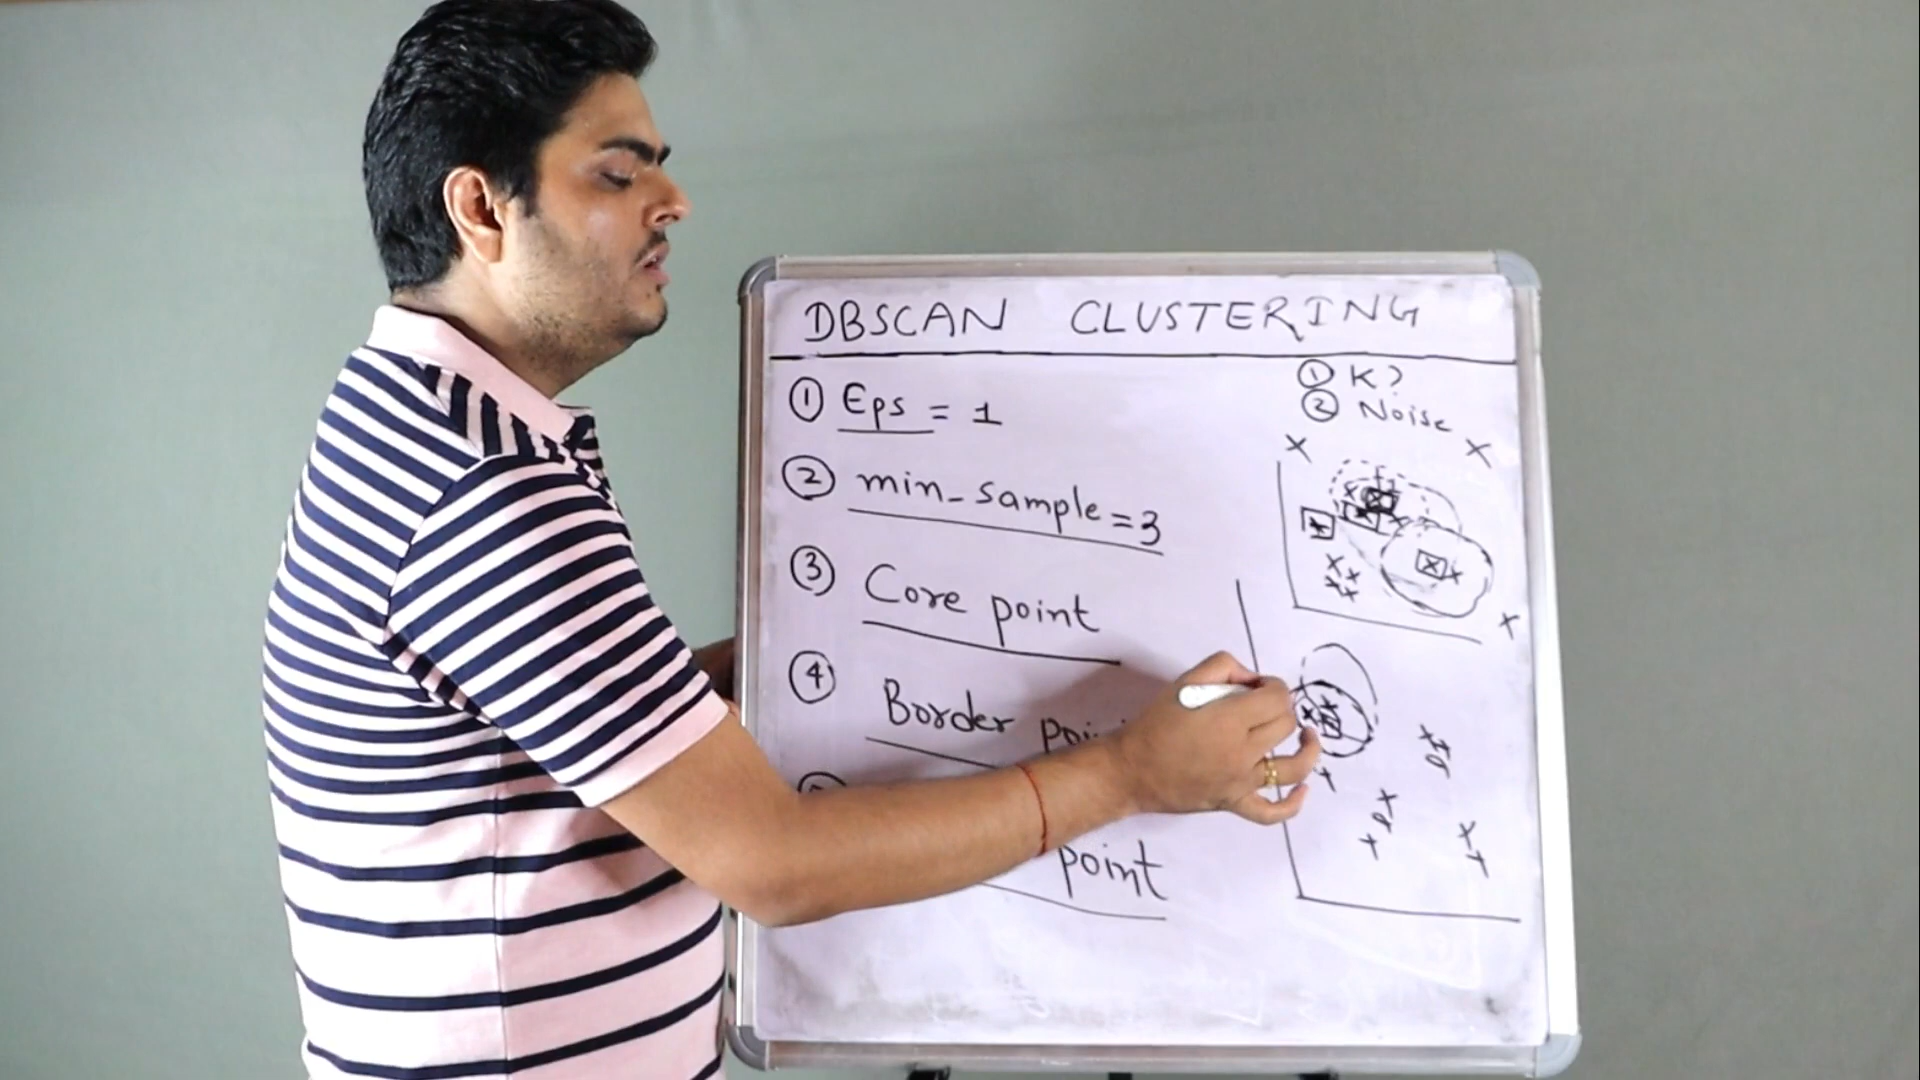 DBSCAN CLUSTERING
① Eps = 1
② min_sample = 3
③ Core point
④ Border
point
① K?
② Noise